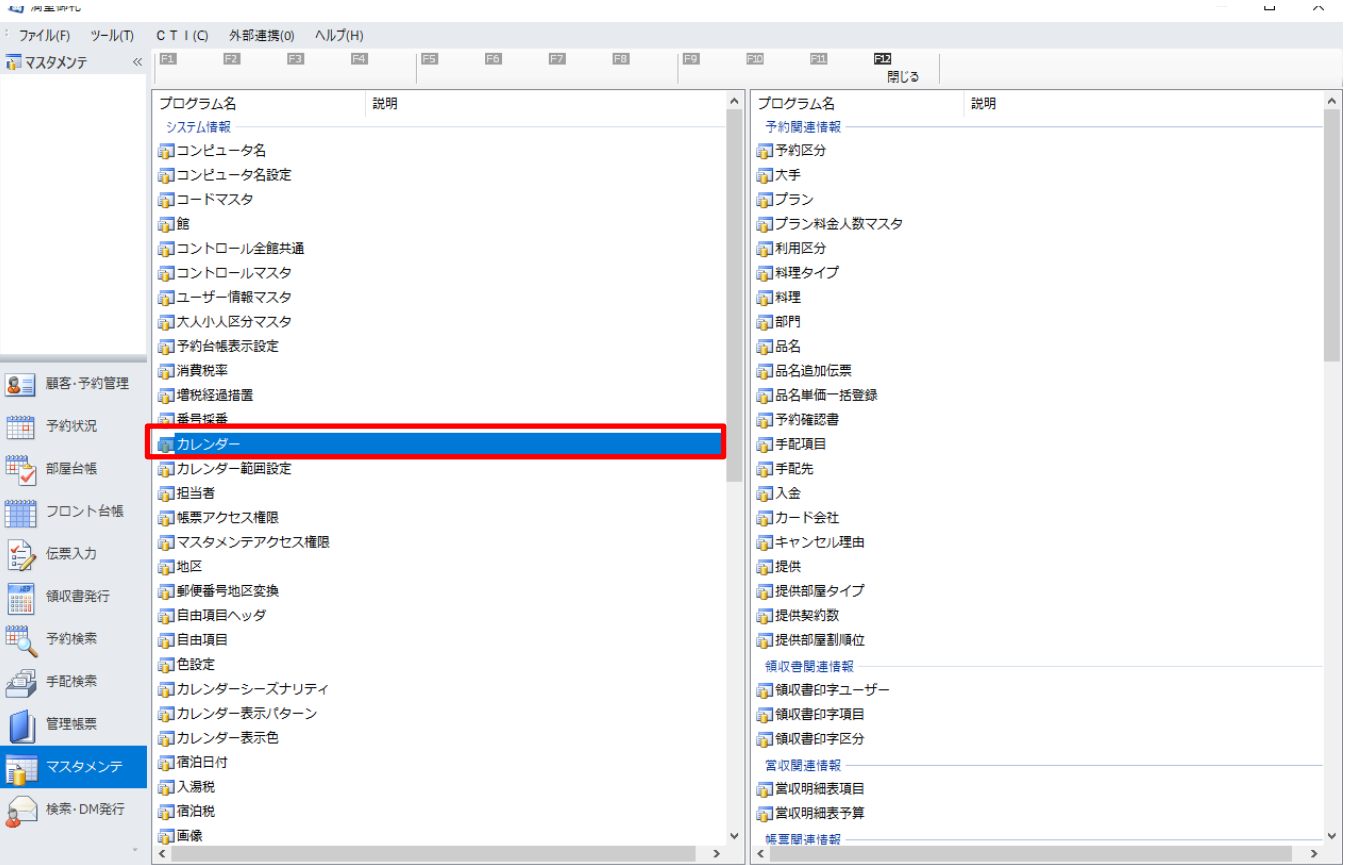 満室御礼
ファイル(F) ツール(T) C T I (C) 外部連携(O) ヘルプ(H)
マスタメンテ «
F1 F2 F3 F4 F5 F6 F7 F8 F9 F10 F11 F12
閉じる
プログラム名 説明
システム情報
コンピュータ名
コンピュータ名設定
コードマスタ
館
コントロール全館共通
コントロールマスタ
ユーザー情報マスタ
大人小人区分マスタ
予約台帳表示設定
消費税率
増税経過措置
番号採番
カレンダー
カレンダー範囲設定
担当者
帳票アクセス権限
マスタメンテアクセス権限
地区
郵便番号地区変換
自由項目ヘッダ
自由項目
色設定
カレンダーシーズナリティ
カレンダー表示パターン
カレンダー表示色
宿泊日付
入湯税
宿泊税
画像
プログラム名 説明
予約関連情報
予約区分
大手
プラン
プラン料金人数マスタ
利用区分
料理タイプ
料理
部門
品名
品名追加伝票
品名単価一括登録
予約確認書
手配項目
手配先
入金
カード会社
キャンセル理由
提供
提供部屋タイプ
提供契約数
提供部屋割順位
領収書関連情報
領収書印字ユーザー
領収書印字項目
領収書印字区分
営収関連情報
営収明細表項目
営収明細表予算
帳票関連情報
顧客・予約管理
予約状況
部屋台帳
フロント台帳
伝票入力
領収書発行
予約検索
手配検索
管理帳票
マスタメンテ
検索・DM発行